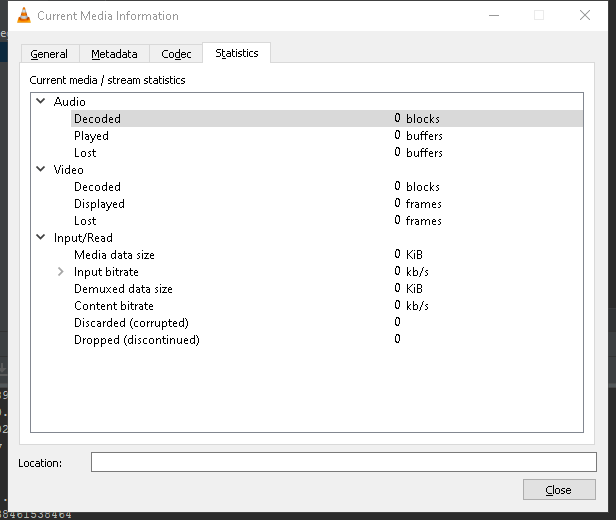 Current Media Information
General Metadata Codec Statistics
Current media / stream statistics
Audio
Decoded 0 blocks
Played 0 buffers
Lost 0 buffers
Video
Decoded 0 blocks
Displayed 0 frames
Lost 0 frames
Input/Read
Media data size 0 KiB
Input bitrate 0 kb/s
Demuxed data size 0 KiB
Content bitrate 0 kb/s
Discarded (corrupted) 0
Dropped (discontinued) 0
Location:
Close
38461538464